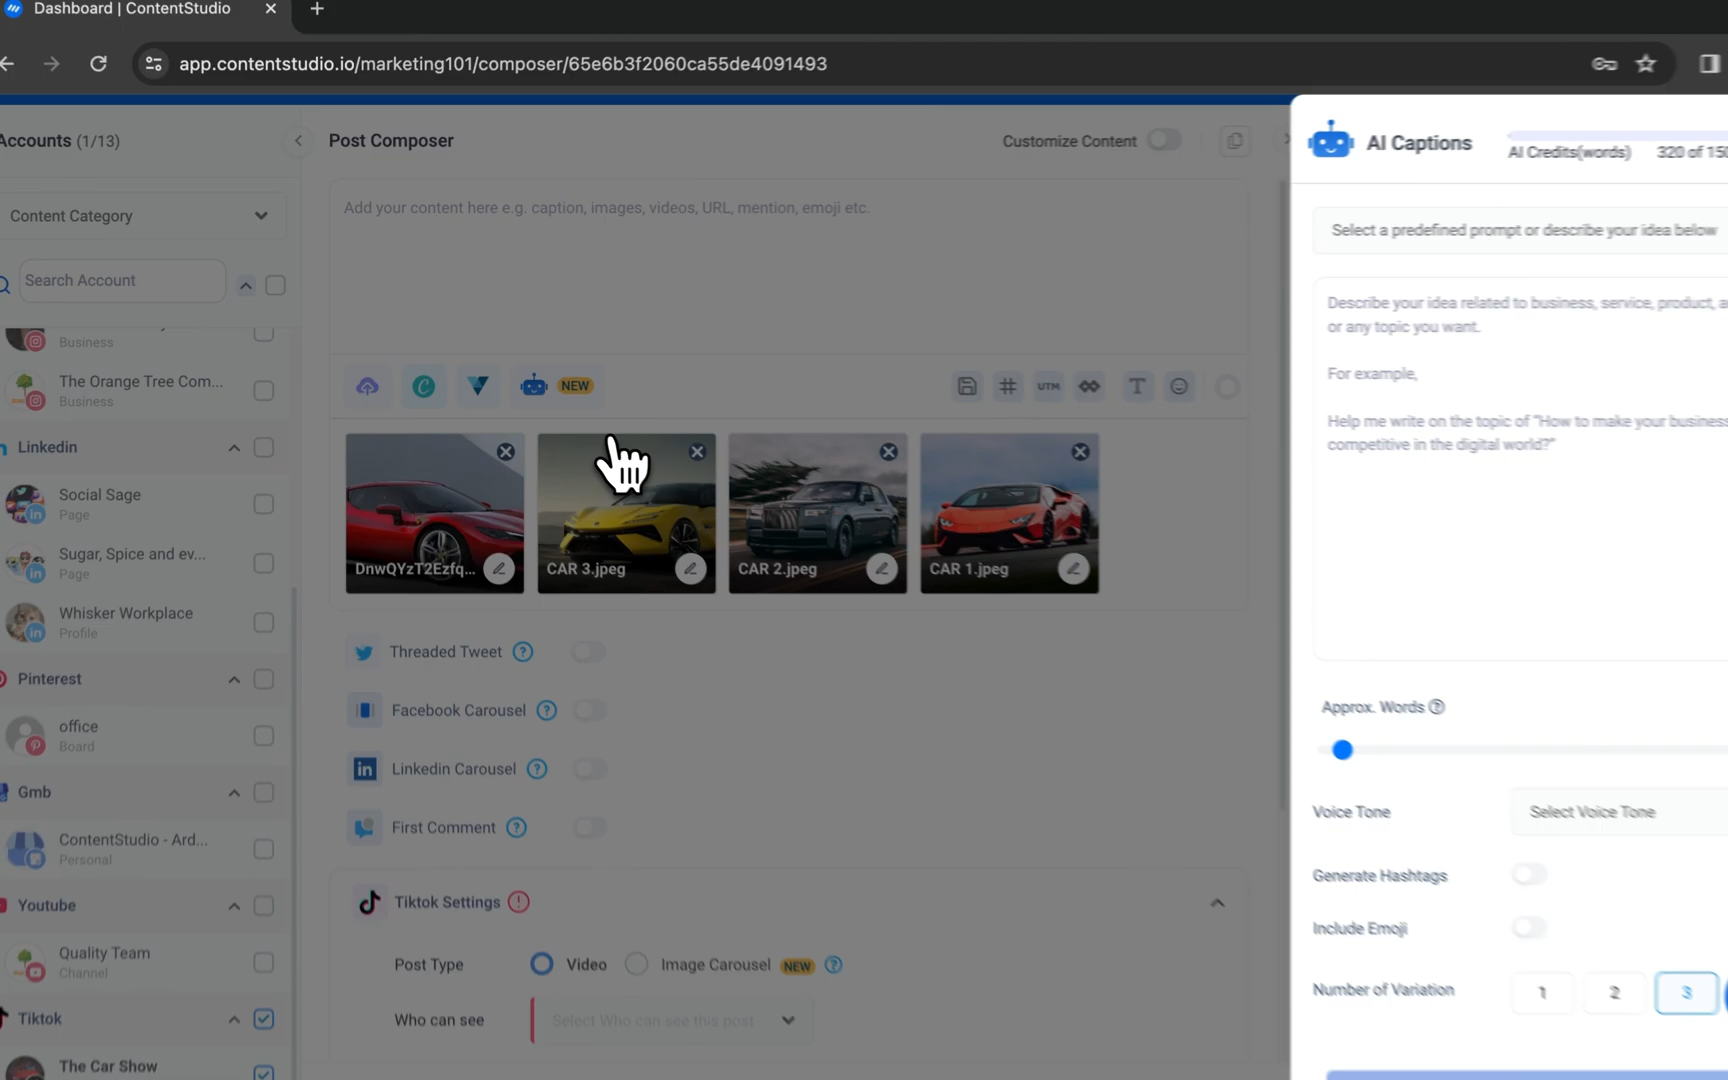 Dashboard | ContentStudio
app.contentstudio.io/marketing101/composer/65e6b3f2060ca55de4091493
Accounts (1/13)
Content Category
Search Account
Business
The Orange Tree Com...
Business
Linkedin
Social Sage
Page
Sugar, Spice and ev...
Page
Whisker Workplace
Profile
Pinterest
office
Board
Gmb
ContentStudio - Ard...
Personal
Youtube
Quality Team
Channel
Tiktok
The Car Show
Post Composer
Customize Content
Add your content here e.g. caption, images, videos, URL, mention, emoji etc.
NEW
UTM
DnwQYzT2Ezfq...
CAR 3.jpeg
CAR 2.jpeg
CAR 1.jpeg
Threaded Tweet
Facebook Carousel
Linkedin Carousel
First Comment
Tiktok Settings
Post Type
Video
Image Carousel NEW
Who can see
Select Who can see this post
AI Captions
AI Credits(words) 320 of 150
Select a predefined prompt or describe your idea below
Describe your idea related to business, service, product, a
or any topic you want.
For example,
Help me write on the topic of "How to make your business
competitive in the digital world?"
Approx. Words
Voice Tone
Select Voice Tone
Generate Hashtags
Include Emoji
Number of Variation
1 2 3